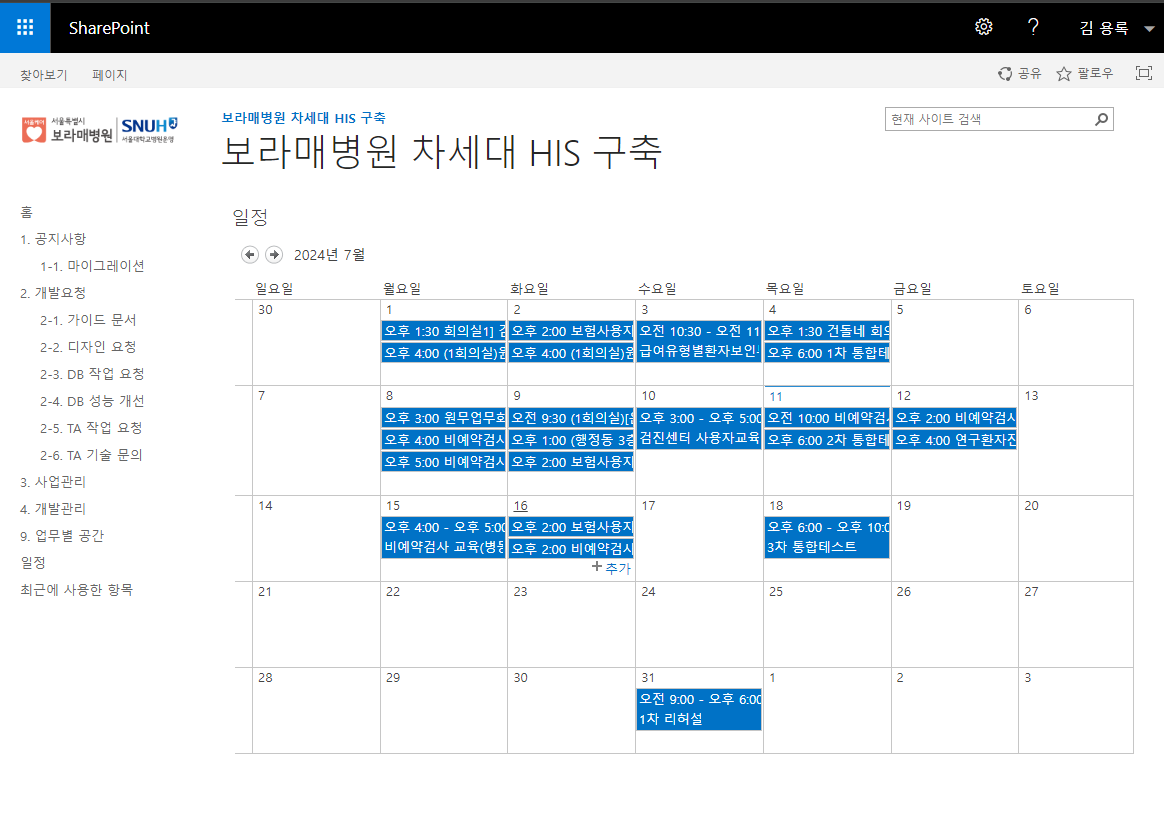 SharePoint
?
김 용록
찾아보기 페이지
공유 팔로우
서울케어 서울특별시
보라매병원 SNUH
서울대학교병원운영
보라매병원 차세대 HIS 구축
현재 사이트 검색
보라매병원 차세대 HIS 구축
홈
1. 공지사항
1-1. 마이그레이션
2. 개발요청
2-1. 가이드 문서
2-2. 디자인 요청
2-3. DB 작업 요청
2-4. DB 성능 개선
2-5. TA 작업 요청
2-6. TA 기술 문의
3. 사업관리
4. 개발관리
9. 업무별 공간
일정
최근에 사용한 항목
일정
2024년 7월
일요일 월요일 화요일 수요일 목요일 금요일 토요일
30 1 2 3 4 5 6
오후 1:30 회의실1] 오후 2:00 보험사용자 오전 10:30 - 오전 11 오후 1:30 건돌네 회의
오후 4:00 (1회의실) 오후 4:00 (1회의실) 급여유형별환자보인 오후 6:00 1차 통합테
7 8 9 10 11 12 13
오후 3:00 원무업무회 오전 9:30 (1회의실)[ 오후 3:00 - 오후 5:00 오전 10:00 비예약검사 오후 2:00 비예약검사
오후 4:00 비예약검사 오후 1:00 (행정동 3층 검진센터 사용자교육 오후 6:00 2차 통합테 오후 4:00 연구환자진
오후 5:00 비예약검사 오후 2:00 보험사용자
14 15 16 17 18 19 20
오후 4:00 - 오후 5:00 오후 2:00 보험사용자 오후 6:00 - 오후 10:0
비예약검사 교육(병동 오후 2:00 비예약검사 3차 통합테스트
추가
21 22 23 24 25 26 27
28 29 30 31 1 2 3
오전 9:00 - 오후 6:00
1차 리허설